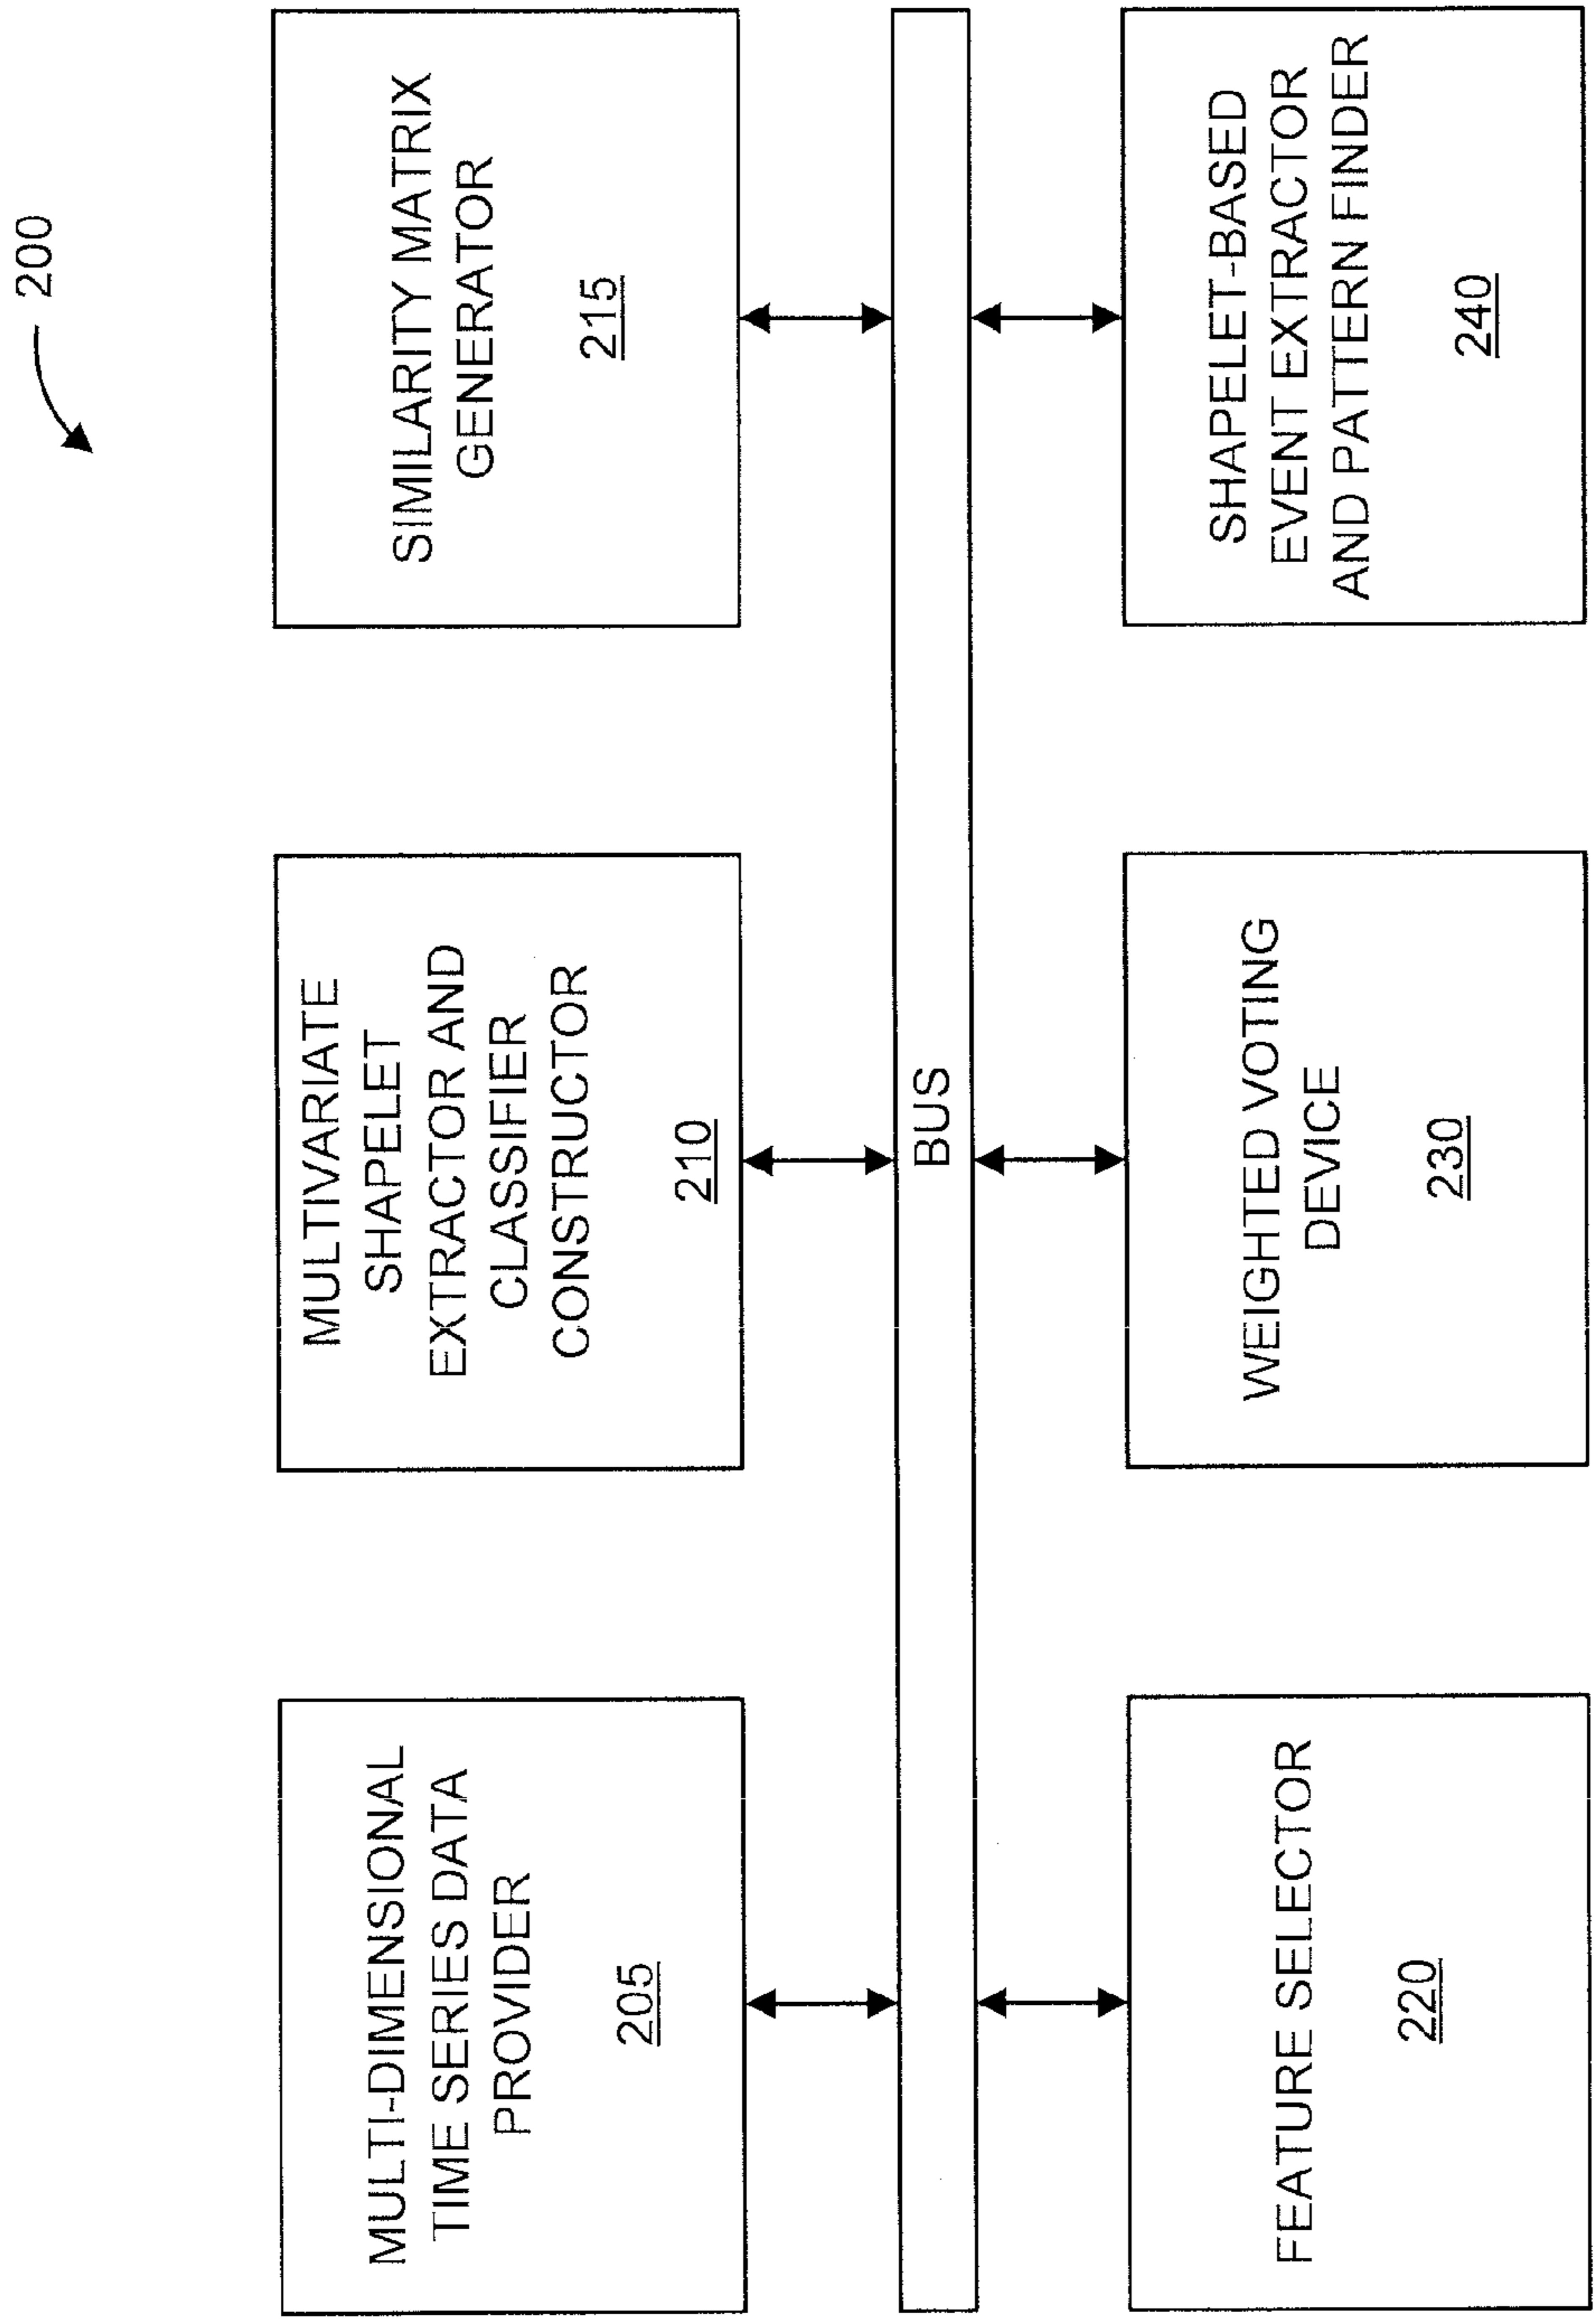 200
MULTI-DIMENSIONAL
TIME SERIES DATA
PROVIDER
205
MULTIVARIATE
SHAPELET
EXTRACTOR AND
CLASSIFIER
CONSTRUCTOR
210
SIMILARITY MATRIX
GENERATOR
215
BUS
FEATURE SELECTOR
220
WEIGHTED VOTING
DEVICE
230
SHAPELET-BASED
EVENT EXTRACTOR
AND PATTERN FINDER
240